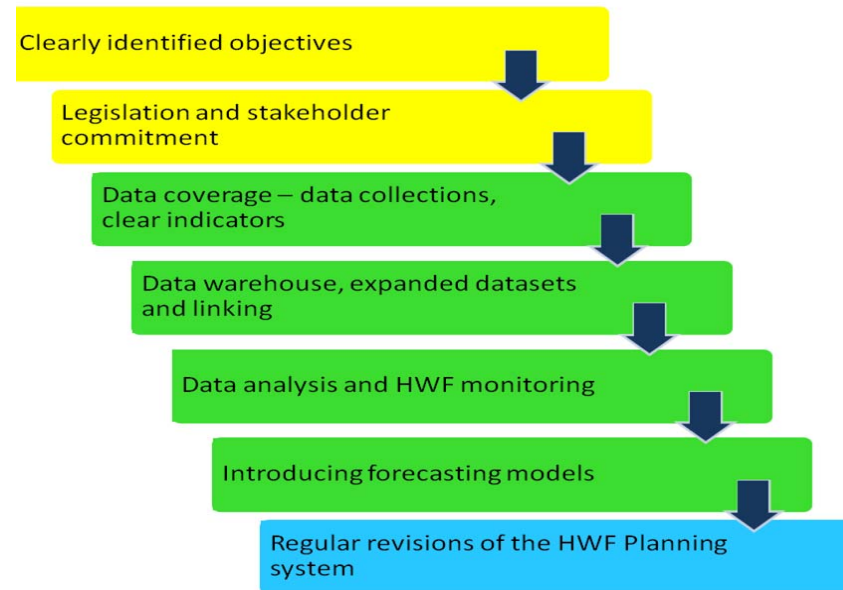 Clearly identified objectives
Legislation and stakeholder
commitment
Data coverage – data collections,
clear indicators
Data warehouse, expanded datasets
and linking
Data analysis and HWF monitoring
Introducing forecasting models
Regular revisions of the HWF Planning
system